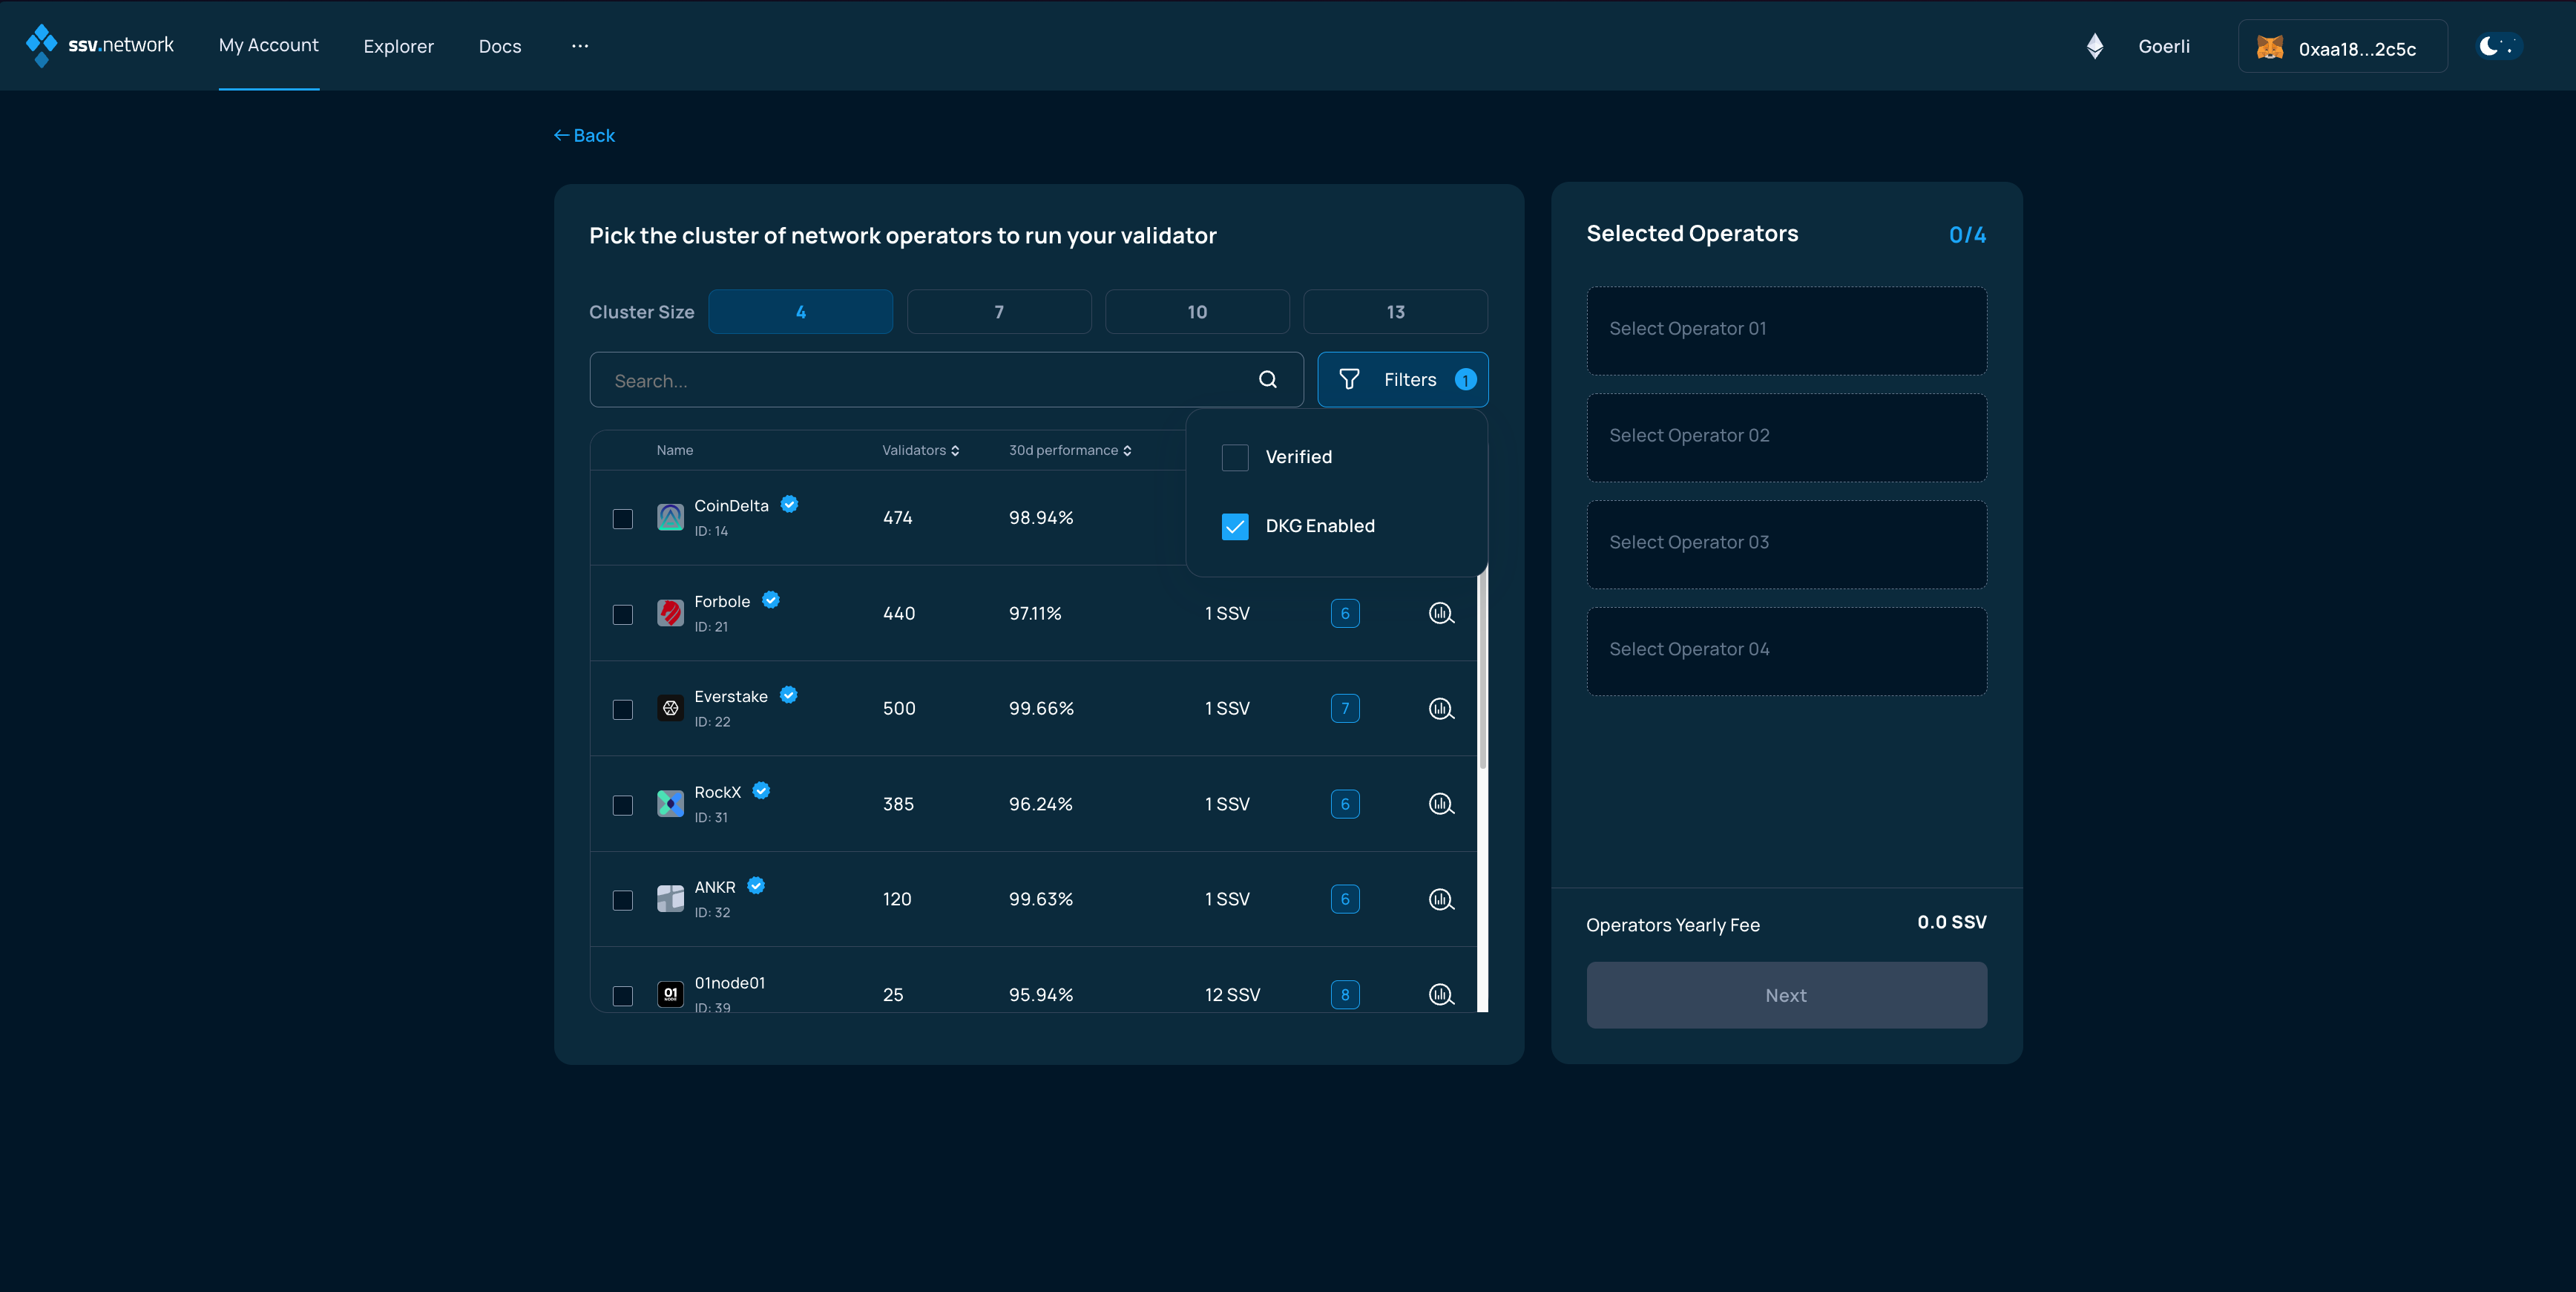 ssv.network My Account Explorer Docs ... Goerli 0xaa18...2c5c
← Back
Pick the cluster of network operators to run your validator
Cluster Size 4 7 10 13
Search... Filters 1
Verified
DKG Enabled
Name Validators 30d performance
CoinDelta 474 98.94%
ID: 14
Forbole 440 97.11% 1 SSV 6
ID: 21
Everstake 500 99.66% 1 SSV 7
ID: 22
RockX 385 96.24% 1 SSV 6
ID: 31
ANKR 120 99.63% 1 SSV 6
ID: 32
01 NODE 01node01 25 95.94% 12 SSV 8
ID: 39
Selected Operators 0/4
Select Operator 01
Select Operator 02
Select Operator 03
Select Operator 04
Operators Yearly Fee 0.0 SSV
Next